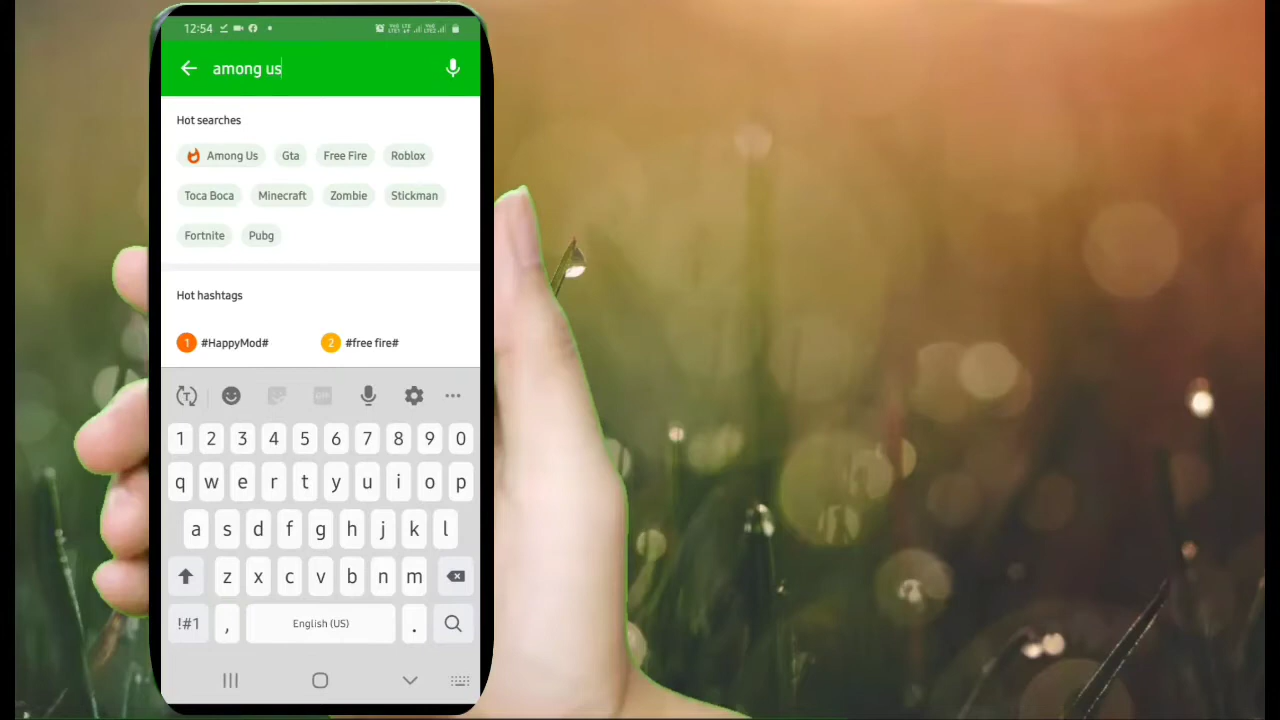 12:54
among us
Hot searches
Among Us Gta Free Fire Roblox
Toca Boca Minecraft Zombie Stickman
Fortnite Pubg
Hot hashtags
1 #HappyMod# 2 #free fire#
1 2 3 4 5 6 7 8 9 0
q w e r t y u i o p
a s d f g h j k l
z x c v b n m
!#1 , English (US) .